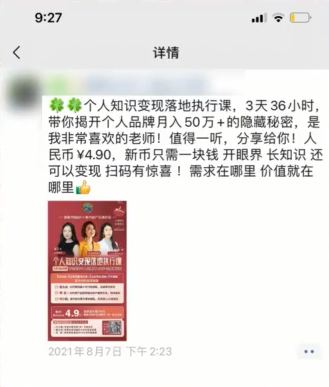 9:27
详情
🍀🍀个人知识变现落地执行课，3天36小时，
带你揭开个人品牌月入50万+的隐藏秘密，是
我非常喜欢的老师！值得一听，分享给你！人
民币¥4.90，新币只需一块钱 开眼界 长知识 还
可以变现 扫码有惊喜！需求在哪里 价值就在
哪里👍
个人知识变现落地执行课
4.9
2021年8月7日 下午 2:23